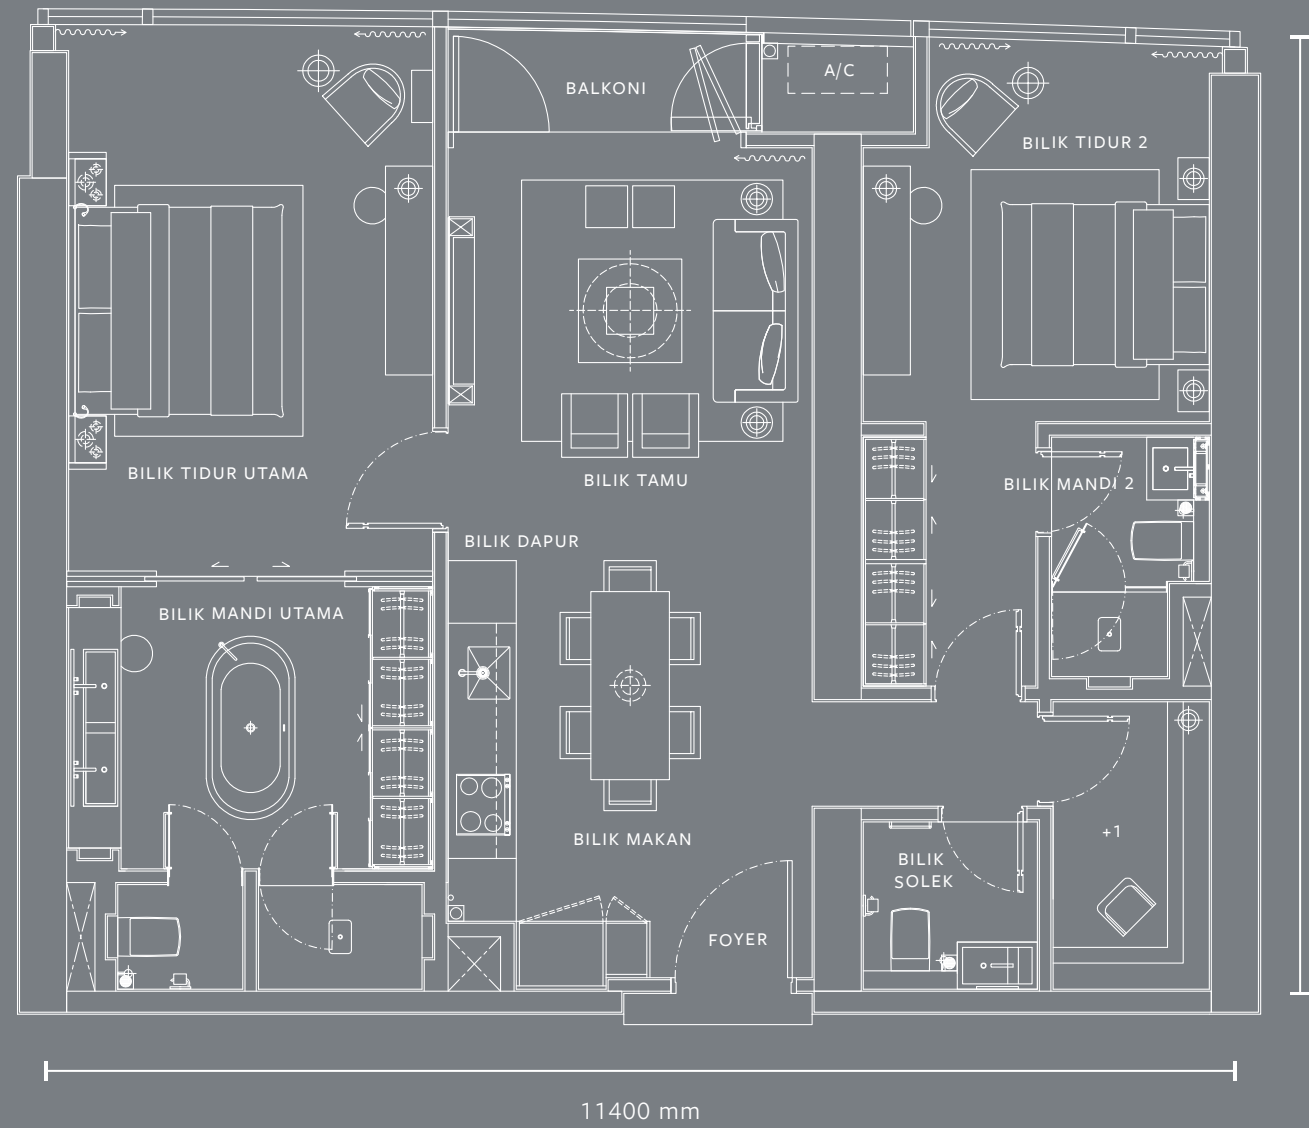 BALKONI
A/C
BILIK TIDUR 2
BILIK TIDUR UTAMA
BILIK TAMU
BILIK MANDI 2
BILIK DAPUR
BILIK MANDI UTAMA
BILIK MAKAN
+1
BILIK
SOLEK
FOYER
11400 mm